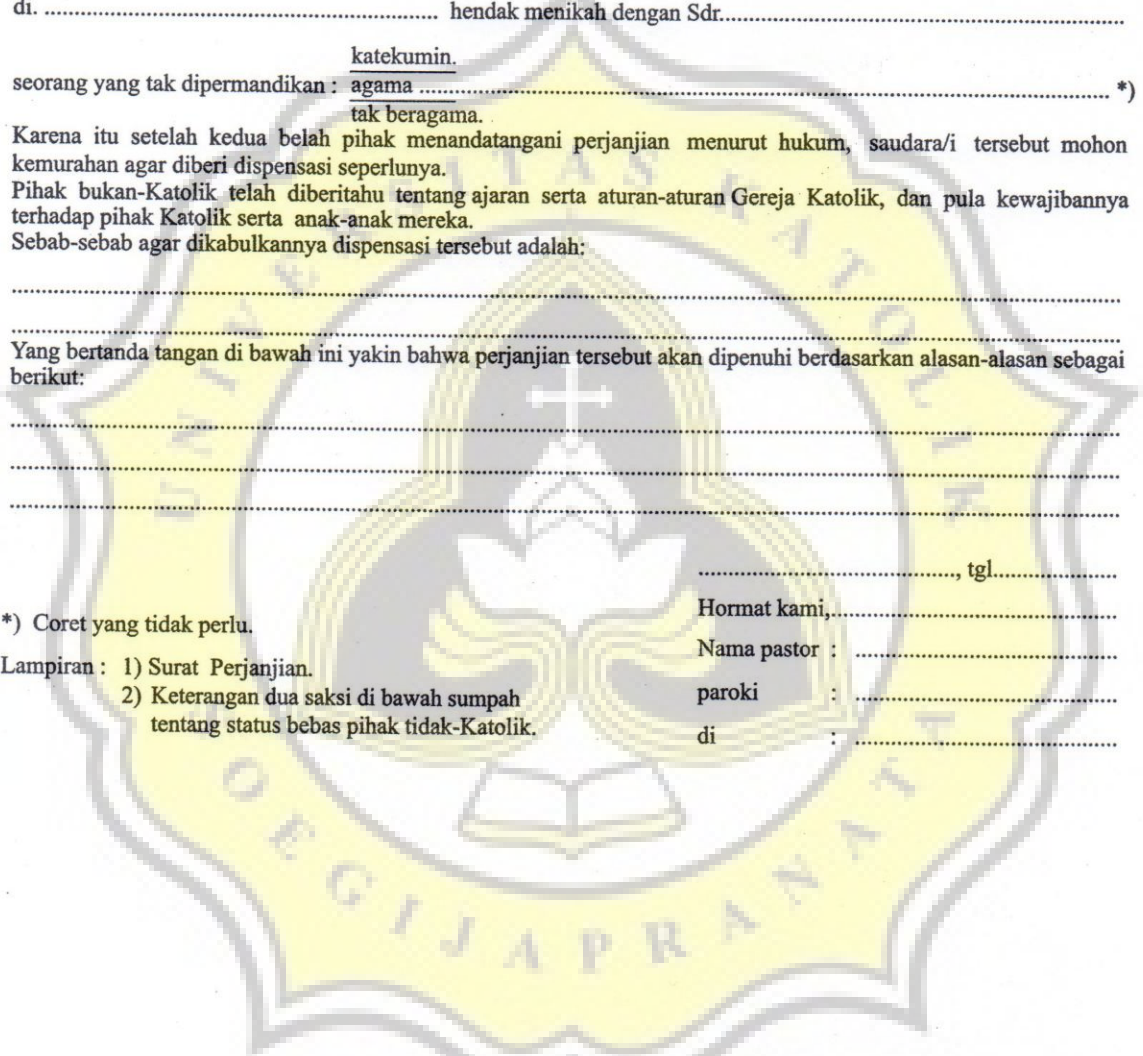 di. .......................................................... hendak menikah dengan Sdr..........................................................................................
katekumin.
seorang yang tak dipermandikan : agama .................................................................................................................... *)
tak beragama.
Karena itu setelah kedua belah pihak menandatangani perjanjian menurut hukum, saudara/i tersebut mohon
kemurahan agar diberi dispensasi seperlunya.
Pihak bukan-Katolik telah diberitahu tentang ajaran serta aturan-aturan Gereja Katolik, dan pula kewajibannya
terhadap pihak Katolik serta anak-anak mereka.
Sebab-sebab agar dikabulkannya dispensasi tersebut adalah:
..........................................................................................................................................................................
..........................................................................................................................................................................
Yang bertanda tangan di bawah ini yakin bahwa perjanjian tersebut akan dipenuhi berdasarkan alasan-alasan sebagai
berikut:
..........................................................................................................................................................................
..........................................................................................................................................................................
..........................................................................................................................................................................
..........................................., tgl....................
*) Coret yang tidak perlu.
Hormat kami,..............................................
Lampiran : 1) Surat Perjanjian.
2) Keterangan dua saksi di bawah sumpah
tentang status bebas pihak tidak-Katolik.
Nama pastor : ...........................................
paroki : ...........................................
di : ...........................................
UNIVERSITAS KATOLIK
SOEGIJAPRANATA